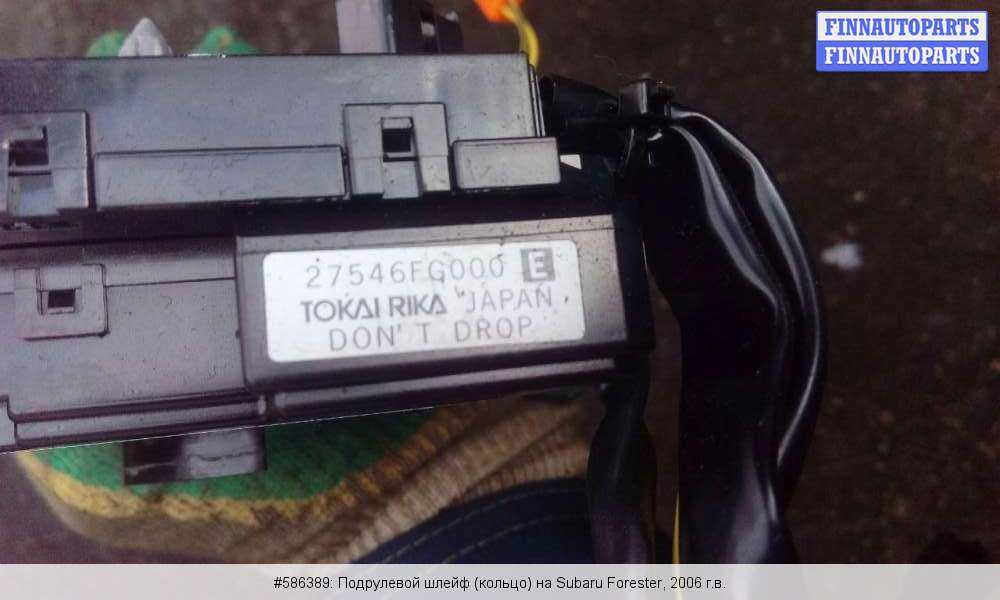 FINNAUTOPARTS
FINNAUTOPARTS
27546FG000 E
TOKAI RIKA JAPAN
DON'T DROP
#586389: Подрулевой шлейф (кольцо) на Subaru Forester, 2006 г.в.